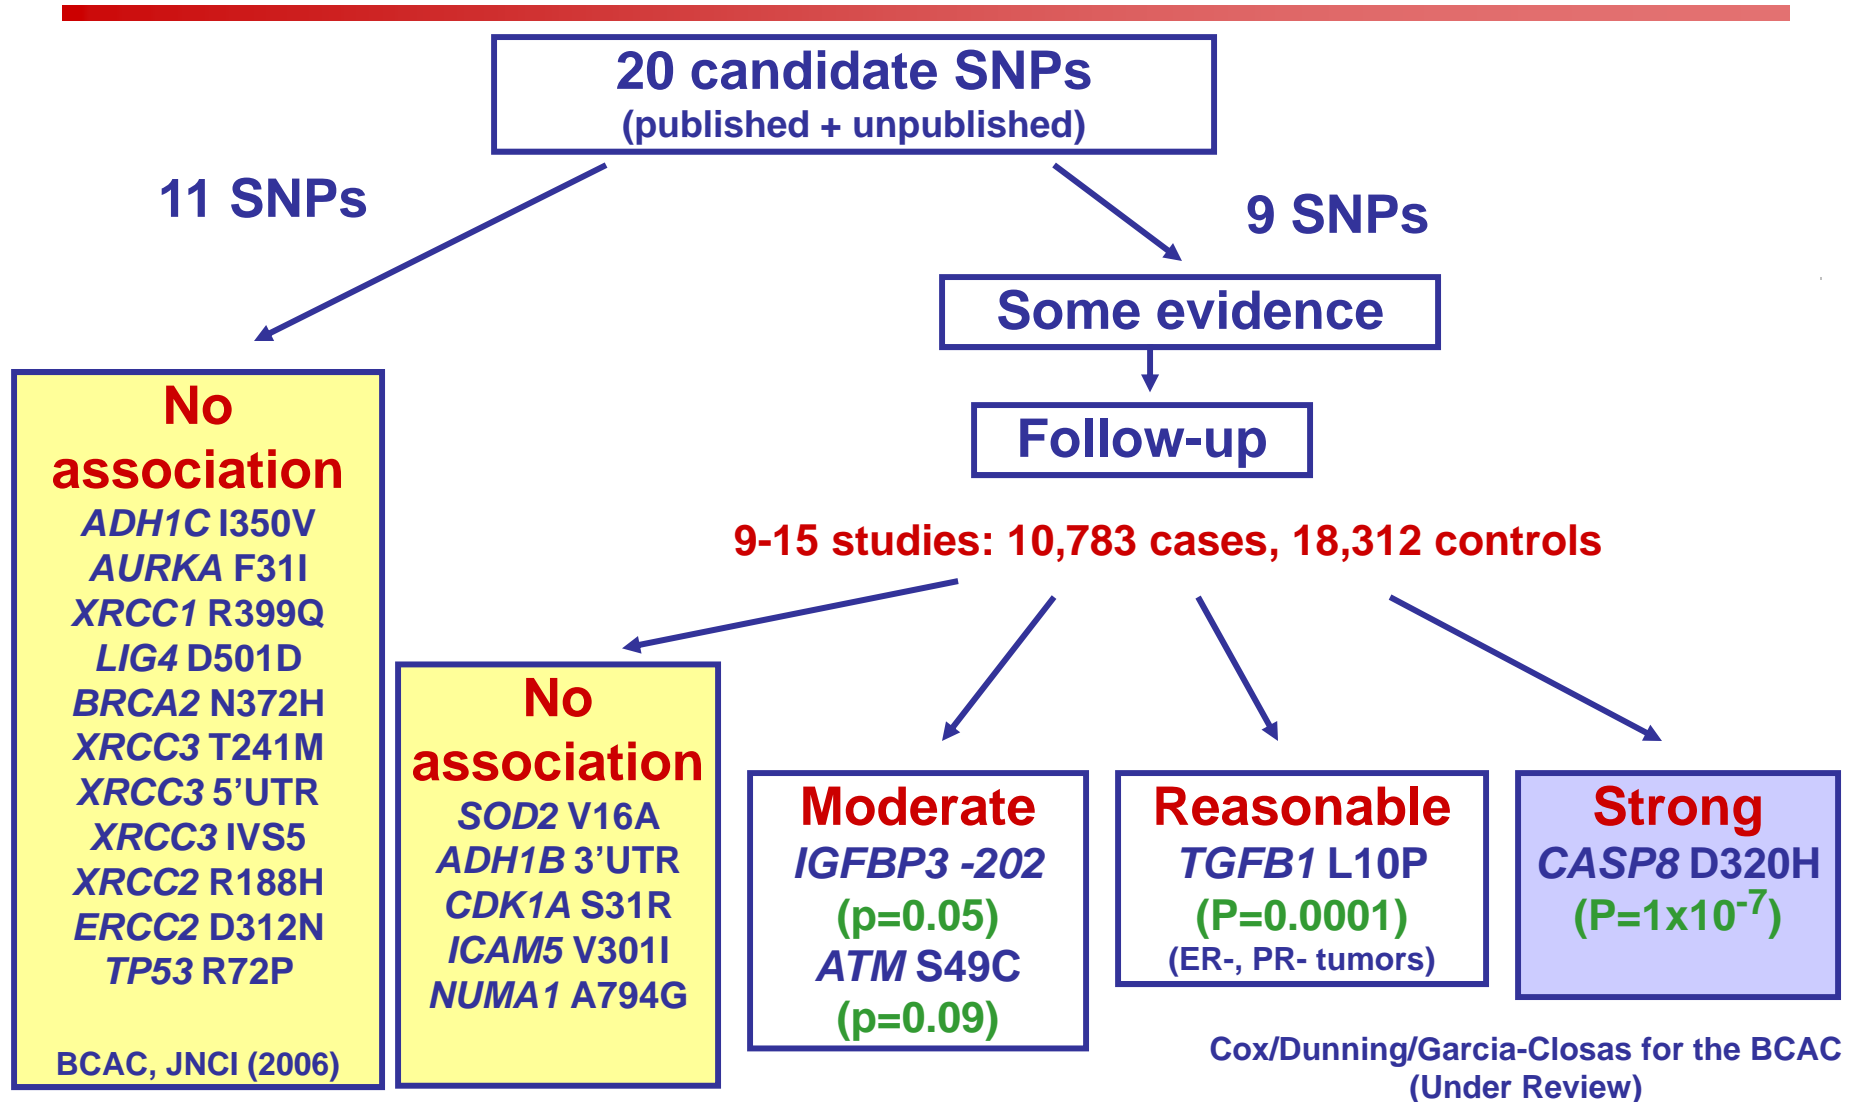 20 candidate SNPs
(published + unpublished)
11 SNPs
9 SNPs
Some evidence
Follow-up
9-15 studies: 10,783 cases, 18,312 controls
No
association
ADH1C I350V
AURKA F31I
XRCC1 R399Q
LIG4 D501D
BRCA2 N372H
XRCC3 T241M
XRCC3 5’UTR
XRCC3 IVS5
XRCC2 R188H
ERCC2 D312N
TP53 R72P
BCAC, JNCI (2006)
No
association
SOD2 V16A
ADH1B 3’UTR
CDK1A S31R
ICAM5 V301I
NUMA1 A794G
Moderate
IGFBP3 -202
(p=0.05)
ATM S49C
(p=0.09)
Reasonable
TGFB1 L10P
(P=0.0001)
(ER-, PR- tumors)
Strong
CASP8 D320H
(P=1x10⁻⁷)
Cox/Dunning/Garcia-Closas for the BCAC
(Under Review)